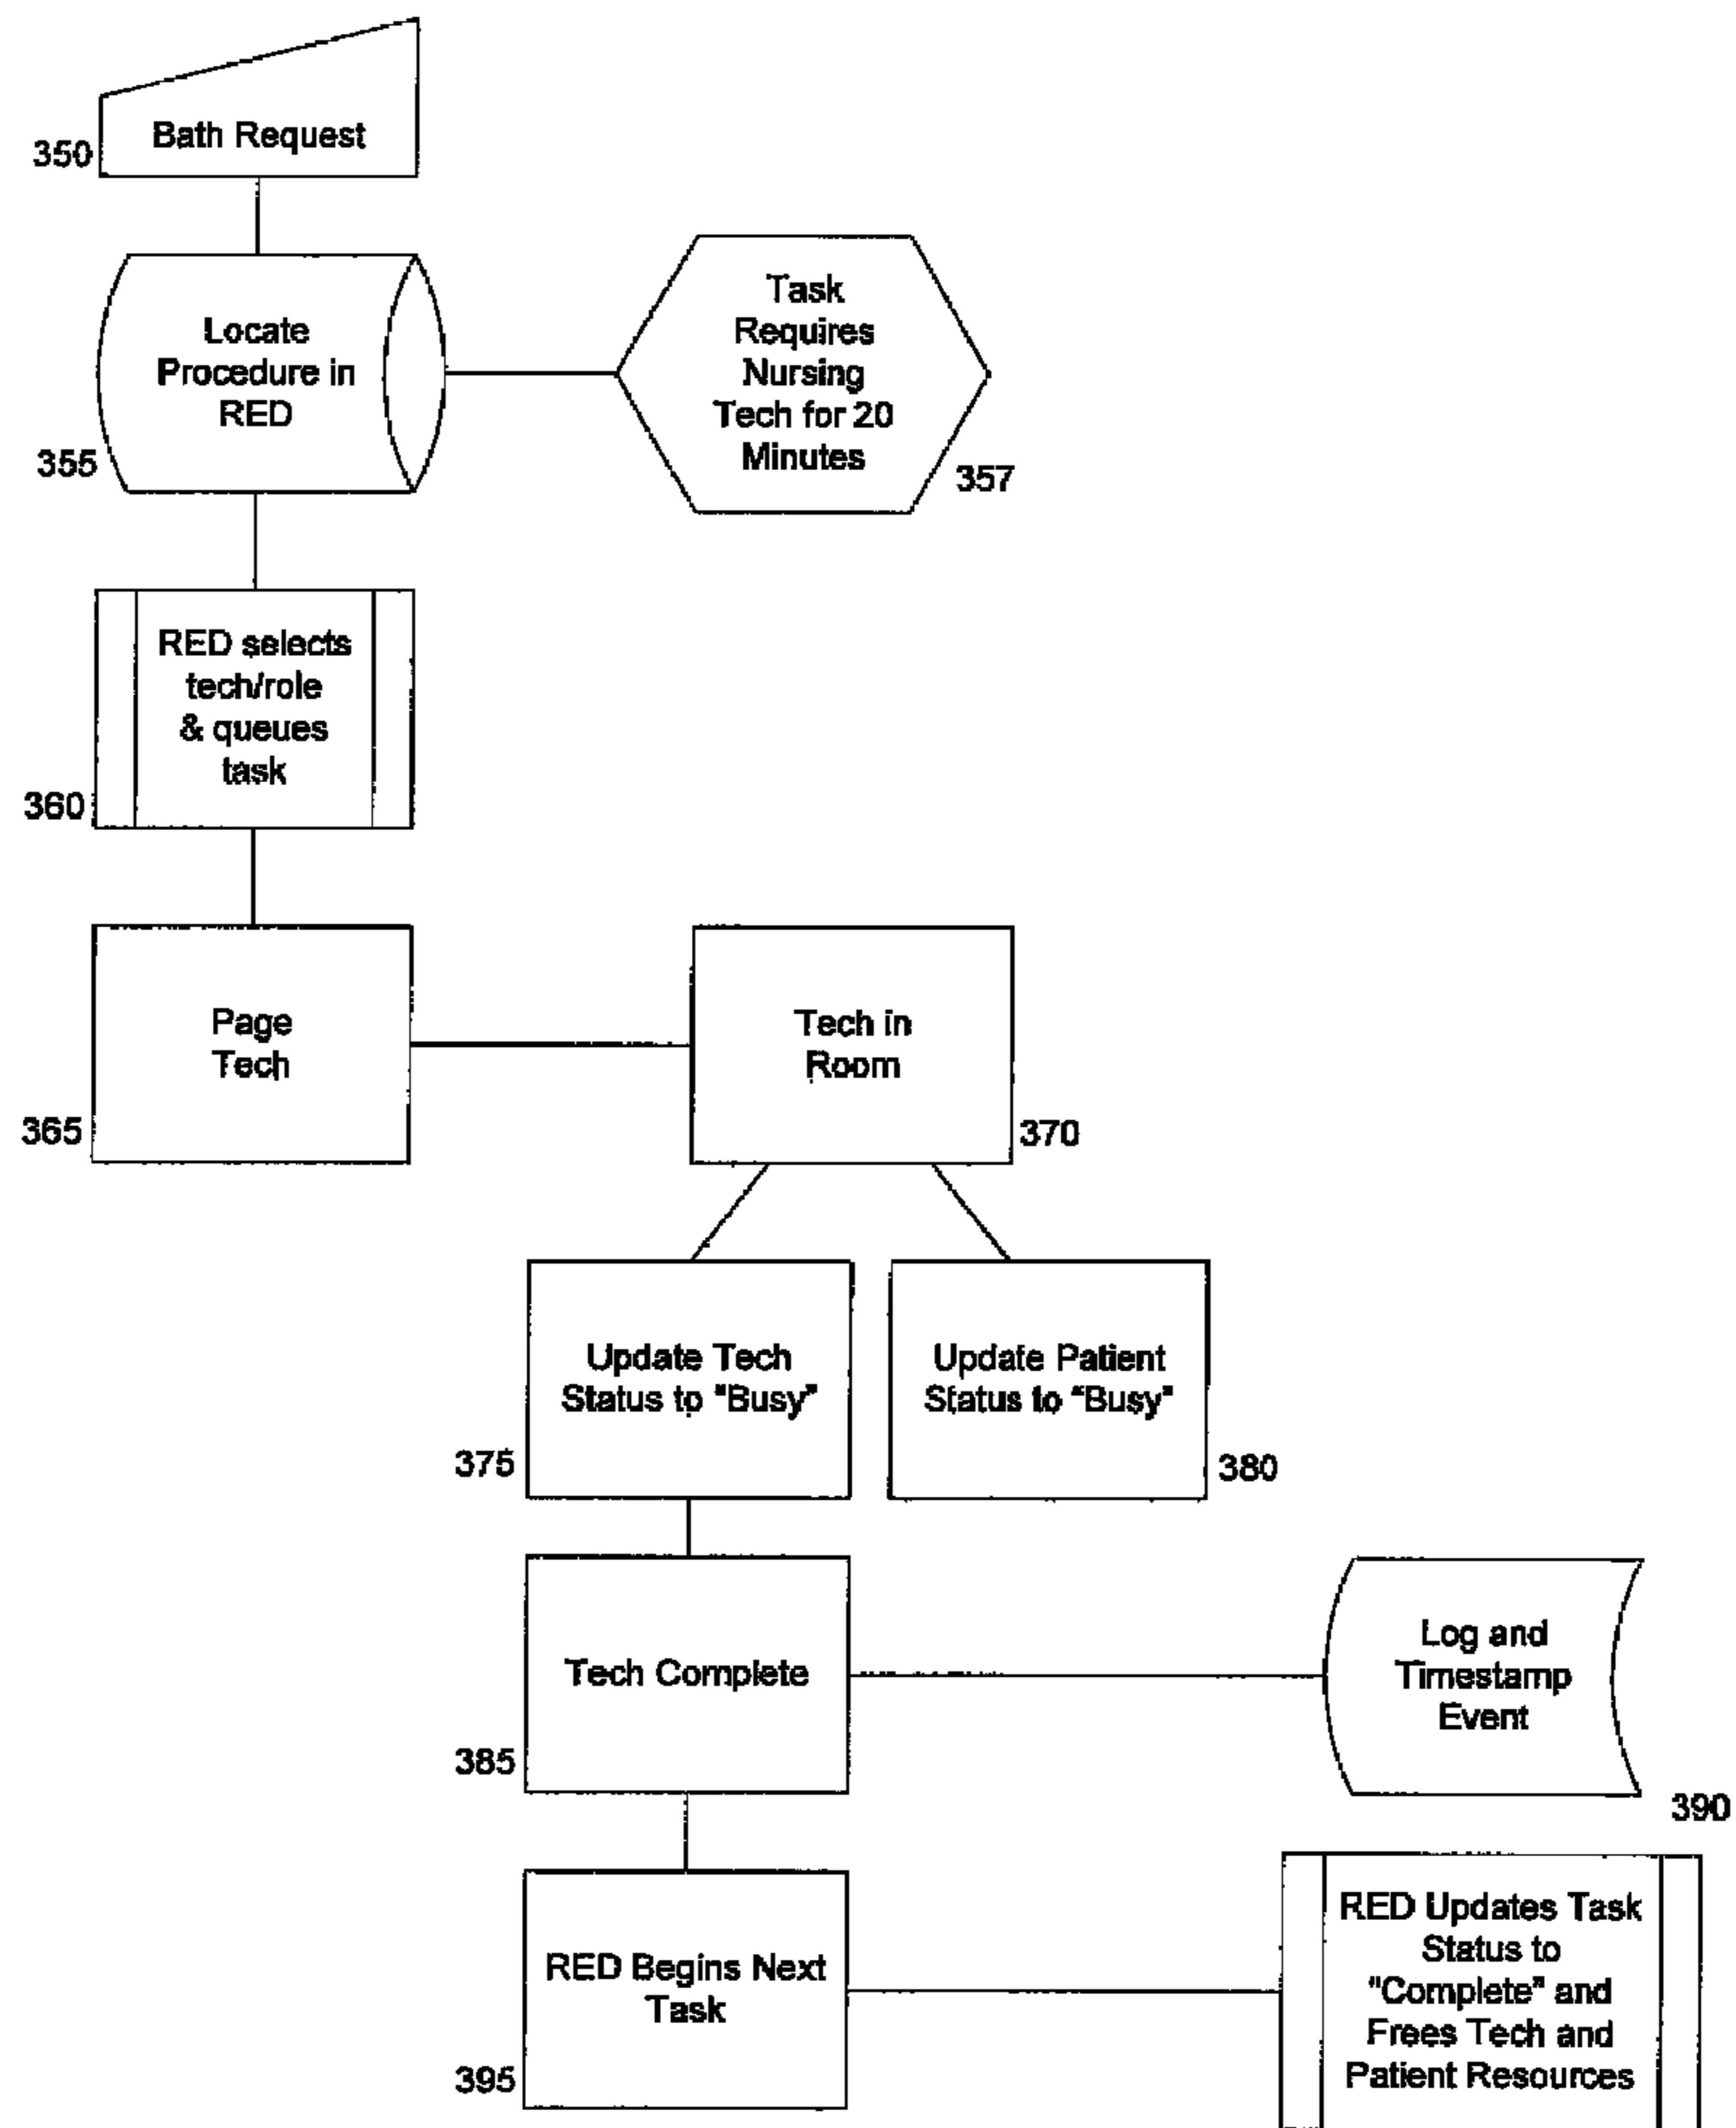 Bath Request
350
Locate
Procedure in
RED
355
Task
Requires
Nursing
Tech for 20
Minutes
357
RED selects
tech/role
& queues
task
360
Page
Tech
365
Tech in
Room
370
Update Tech
Status to "Busy"
375
Update Patient
Status to "Busy"
380
Tech Complete
385
Log and
Timestamp
Event
390
RED Begins Next
Task
395
RED Updates Task
Status to
"Complete" and
Frees Tech and
Patient Resources